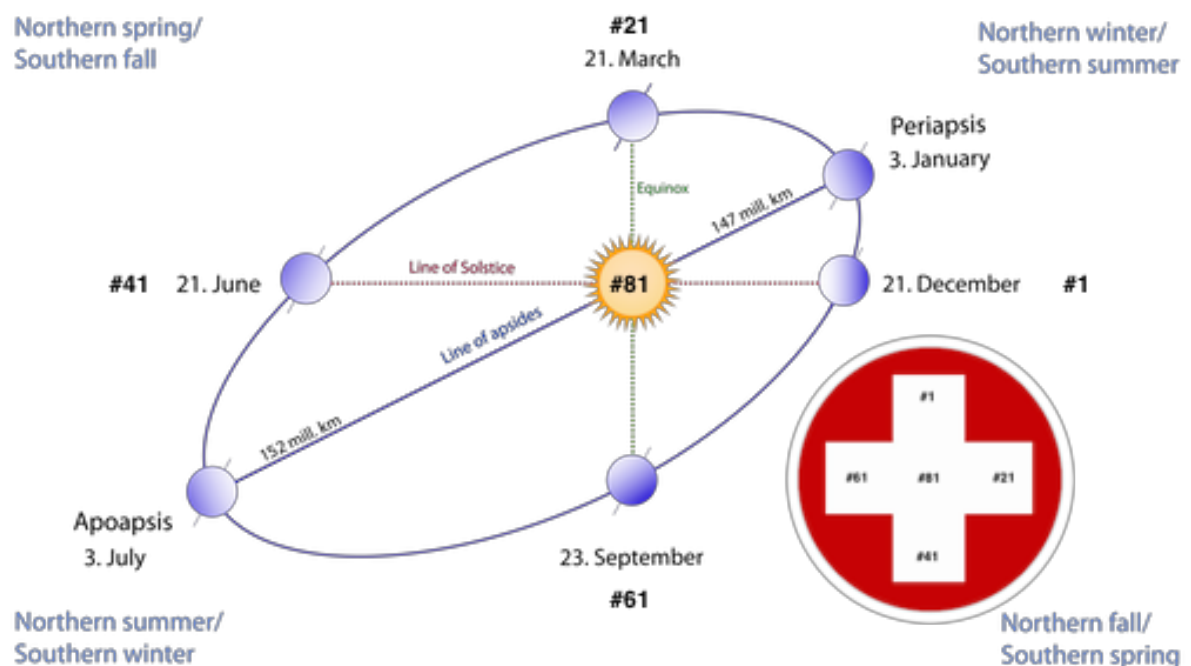 Northern spring/
Southern fall
#21
21. March
Northern winter/
Southern summer
Periapsis
3. January
Equinox
147 mill. km
#41 21. June
Line of Solstice
#81
21. December #1
Line of apsides
152 mill. km
Apoapsis
3. July
23. September
#61
#1
#61 #81 #21
#41
Northern summer/
Southern winter
Northern fall/
Southern spring